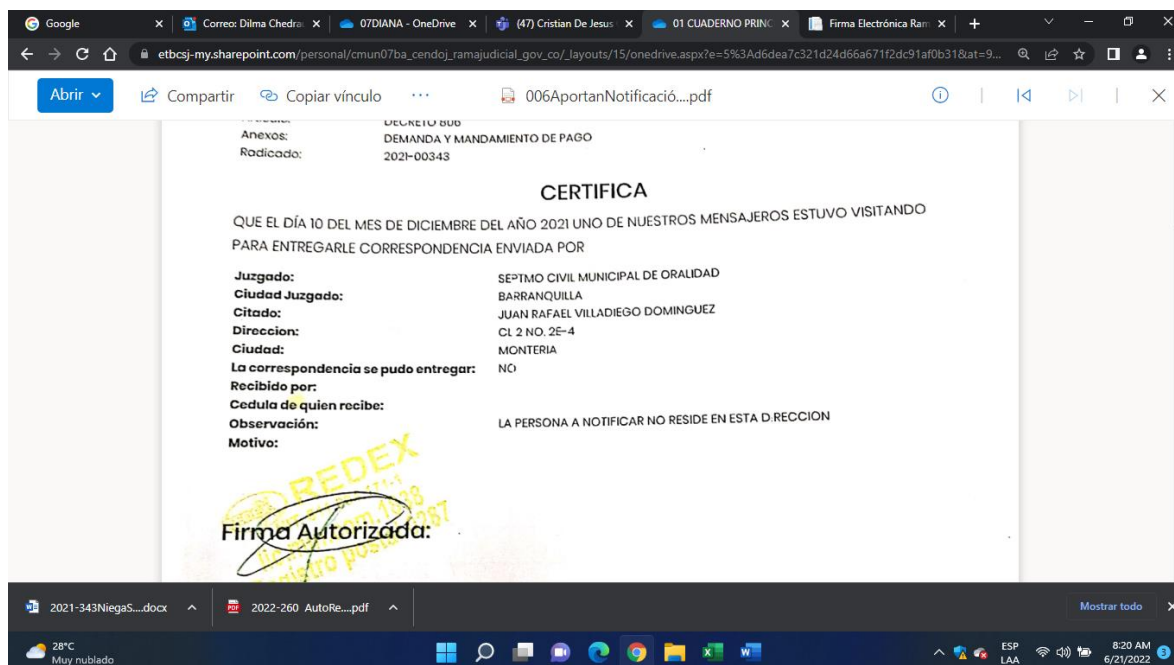 Google
Correo: Dilma Chedra
07DIANA - OneDrive
(47) Cristian De Jesus
01 CUADERNO PRINC
Firma Electrónica Ram
etbcsj-my.sharepoint.com/personal/cmun07ba_cendoj_ramajudicial_gov_co/_layouts/15/onedrive.aspx?e=5%3Ad6dea7c321d24d66a671f2dc91af0b31&at=9...
Abrir
Compartir
Copiar vínculo
...
006AportanNotificació....pdf
DECRETO 806
Anexos: DEMANDA Y MANDAMIENTO DE PAGO
Radicado: 2021-00343
CERTIFICA
QUE EL DÍA 10 DEL MES DE DICIEMBRE DEL AÑO 2021 UNO DE NUESTROS MENSAJEROS ESTUVO VISITANDO
PARA ENTREGARLE CORRESPONDENCIA ENVIADA POR
Juzgado: SEPTMO CIVIL MUNICIPAL DE ORALIDAD
Ciudad Juzgado: BARRANQUILLA
Citado: JUAN RAFAEL VILLADIEGO DOMINGUEZ
Direccion: CL 2 NO. 2E-4
Ciudad: MONTERIA
La correspondencia se pudo entregar: NO
Recibido por:
Cedula de quien recibe:
Observación: LA PERSONA A NOTIFICAR NO RESIDE EN ESTA D.RECCION
Motivo:
REDEX
Firma Autorizada:
2021-343NiegaS....docx
2022-260 AutoRe....pdf
Mostrar todo
28°C
Muy nublado
ESP
LAA
8:20 AM
6/21/2022
3